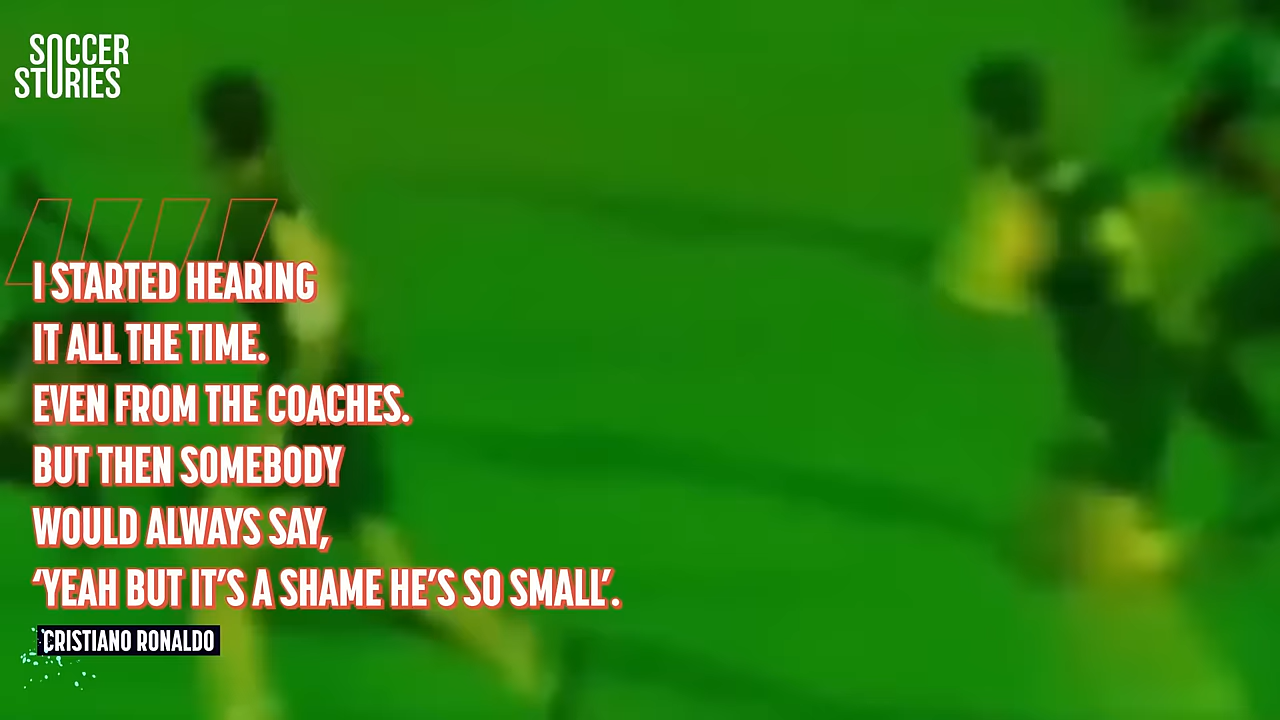 SOCCER
STORIES
I STARTED HEARING
IT ALL THE TIME.
EVEN FROM THE COACHES.
BUT THEN SOMEBODY
WOULD ALWAYS SAY,
‘YEAH BUT IT’S A SHAME HE’S SO SMALL’.
CRISTIANO RONALDO